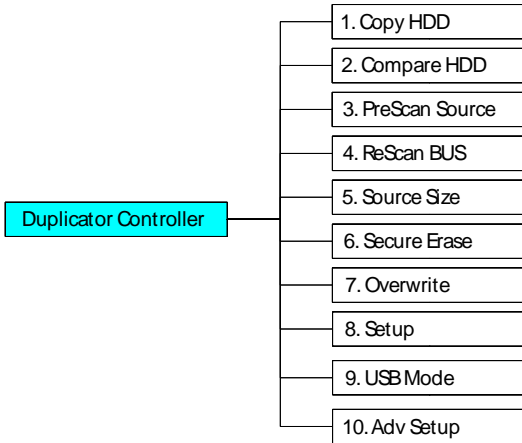 1. Copy HDD
2. Compare HDD
3. PreScan Source
4. ReScan BUS
5. Source Size
Duplicator Controller
6. Secure Erase
7. Overwrite
8. Setup
9. USB Mode
10. Adv Setup